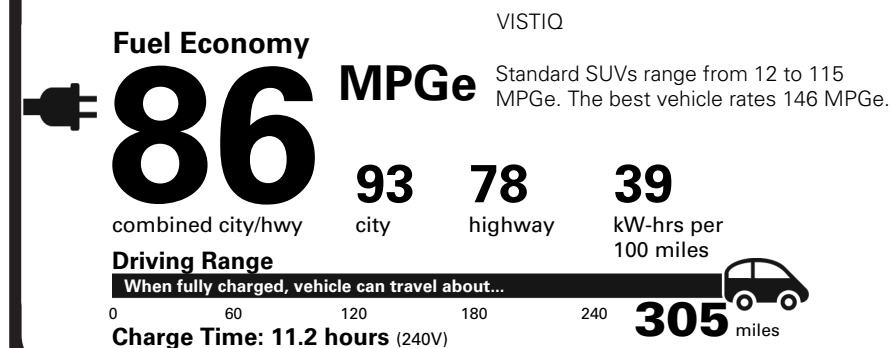 VISTIQ
Fuel Economy
86
MPGe
Standard SUVs range from 12 to 115
MPGe. The best vehicle rates 146 MPGe.
93
78
39
combined city/hwy
city
highway
kW-hrs per
100 miles
Driving Range
When fully charged, vehicle can travel about...
0 60 120 180 240 305 miles
Charge Time: 11.2 hours (240V)